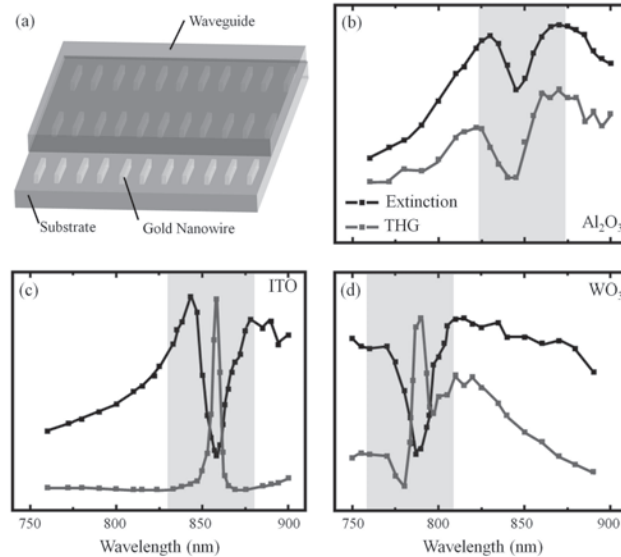 (a)
Waveguide
Substrate
Gold Nanowire
(b)
Extinction
THG
Al₂O₃
(c)
ITO
(d)
WO₃
750 800 850 900
Wavelength (nm)
750 800 850 900
Wavelength (nm)